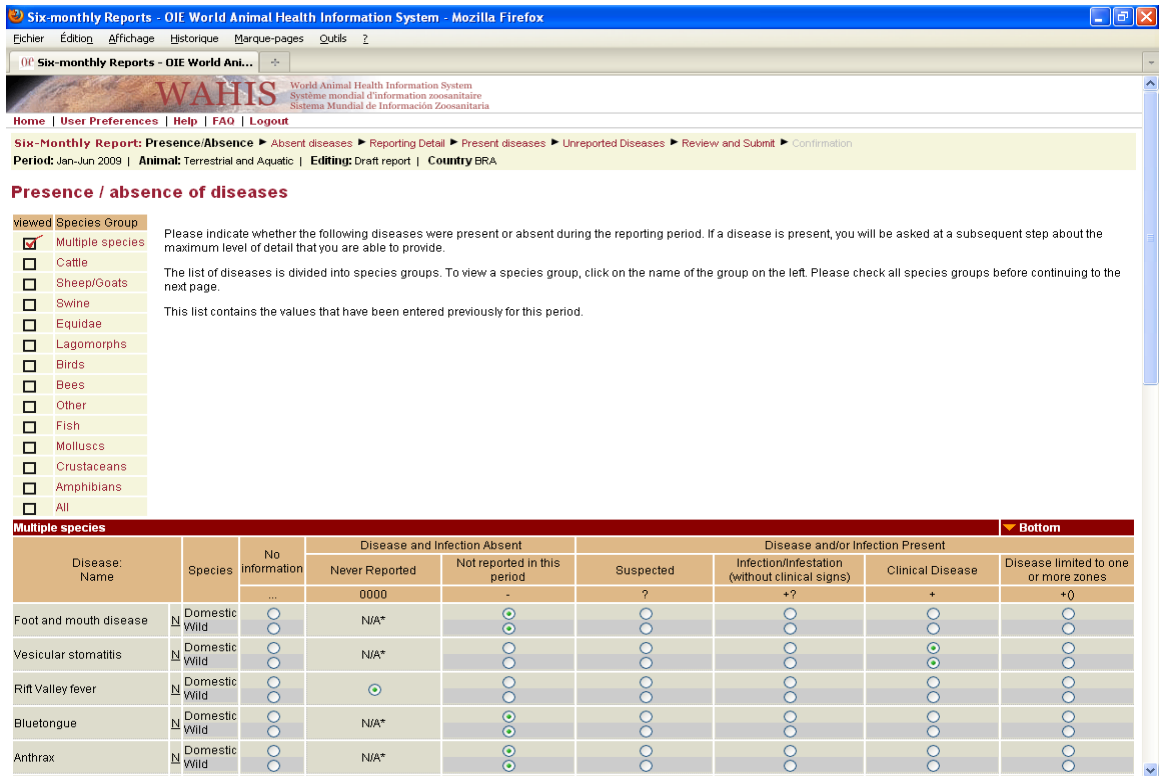 Six-monthly Reports - OIE World Animal Health Information System - Mozilla Firefox
Fichier Édition Affichage Historique Marque-pages Outils ?
Six-monthly Reports - OIE World Ani...
WAHIS
World Animal Health Information System
Système mondial d'information zoosanitaire
Sistema Mundial de Información Zoosanitaria
Home | User Preferences | Help | FAQ | Logout
Six-Monthly Report: Presence/Absence ► Absent diseases ► Reporting Detail ► Present diseases ► Unreported Diseases ► Review and Submit ► Confirmation
Period: Jan-Jun 2009 | Animal: Terrestrial and Aquatic | Editing: Draft report | Country BRA
Presence / absence of diseases
viewed Species Group
Multiple species
Cattle
Sheep/Goats
Swine
Equidae
Lagomorphs
Birds
Bees
Other
Fish
Molluscs
Crustaceans
Amphibians
All
Please indicate whether the following diseases were present or absent during the reporting period. If a disease is present, you will be asked at a subsequent step about the
maximum level of detail that you are able to provide.
The list of diseases is divided into species groups. To view a species group, click on the name of the group on the left. Please check all species groups before continuing to the
next page.
This list contains the values that have been entered previously for this period.
Multiple species Bottom
Disease and Infection Absent Disease and/or Infection Present
Disease:
Name
Species
No
information
Never Reported
Not reported in this
period
Suspected
Infection/Infestation
(without clinical signs)
Clinical Disease
Disease limited to one
or more zones
... 0000 - ? +? + +()
Foot and mouth disease N Domestic N/A*
Wild
Vesicular stomatitis N Domestic N/A*
Wild
Rift Valley fever N Domestic
Wild
Bluetongue N Domestic N/A*
Wild
Anthrax N Domestic N/A*
Wild